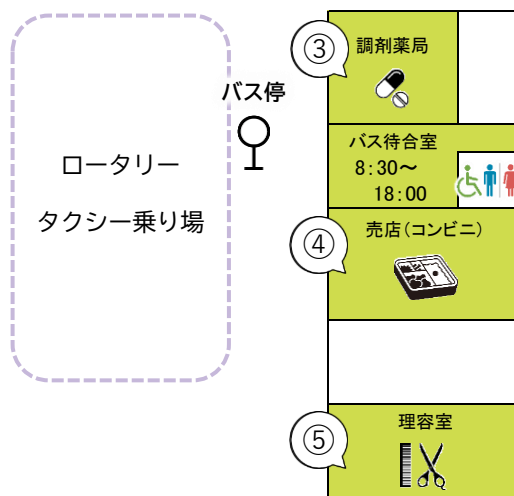 ③
調剤薬局
バス停
バス待合室
8:30～
18:00
ロータリー
タクシー乗り場
④
売店(コンビニ)
⑤
理容室